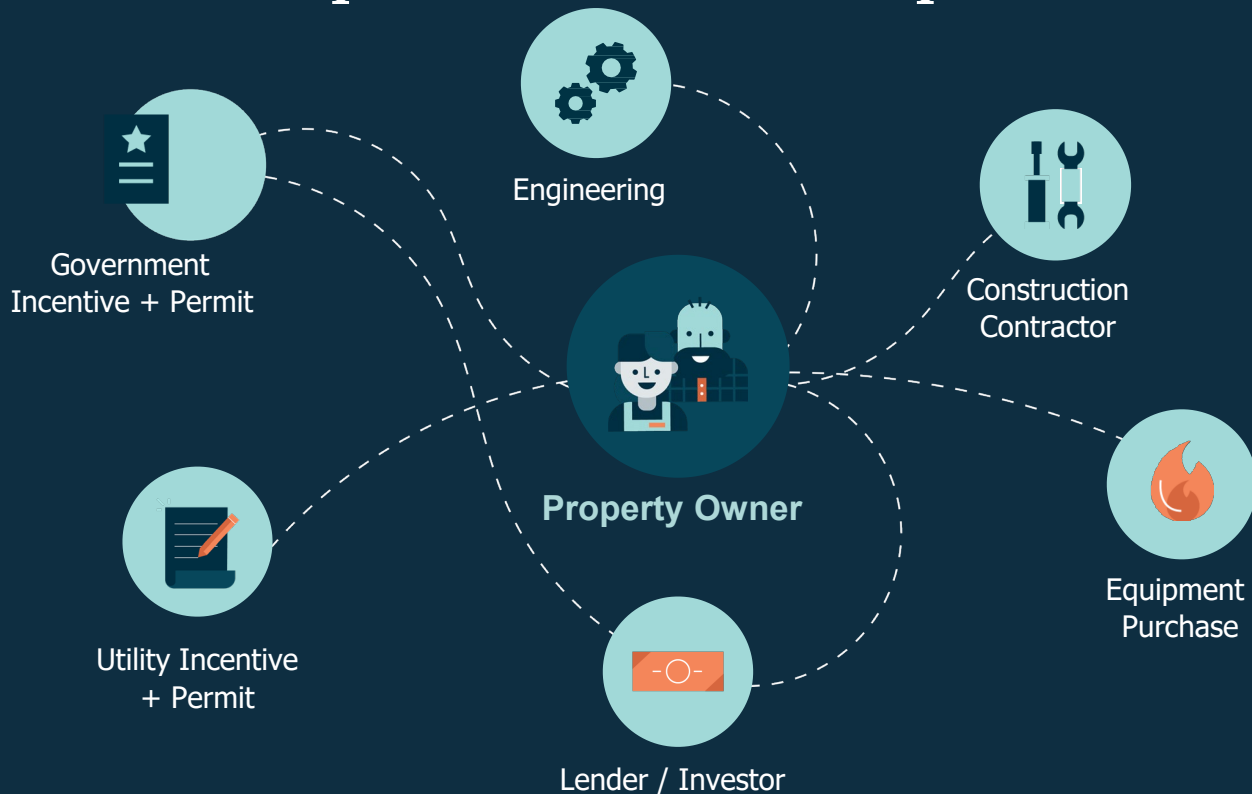 Engineering
Government
Incentive + Permit
Construction
Contractor
Property Owner
Equipment
Purchase
Utility Incentive
+ Permit
Lender / Investor